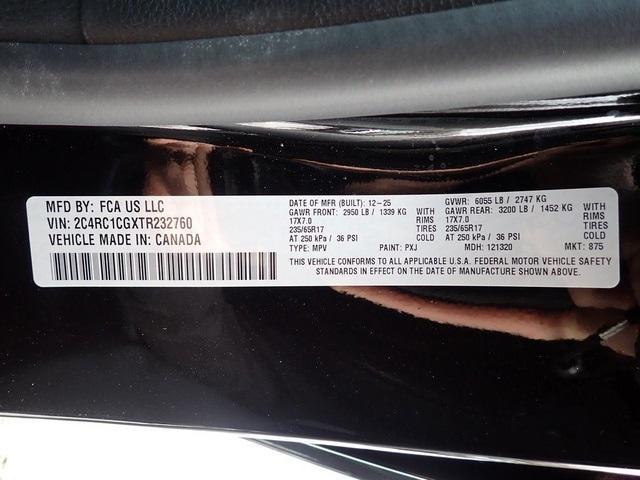 MFD BY: FCA US LLC
VIN: 2C4RC1CGXTR232760
VEHICLE MADE IN: CANADA
DATE OF MFR (BUILT): 12-25 GVWR: 6055 LB / 2747 KG
GAWR FRONT: 2950 LB / 1339 KG WITH GAWR REAR: 3200 LB / 1452 KG WITH
17X7.0 RIMS 17X7.0 RIMS
235/65R17 TIRES 235/65R17 TIRES
AT 250 kPa / 36 PSI COLD AT 250 kPa / 36 PSI COLD
TYPE: MPV PAINT: PXJ MDH: 121320 MKT: 875
THIS VEHICLE CONFORMS TO ALL APPLICABLE U.S.A. FEDERAL MOTOR VEHICLE SAFETY
STANDARDS IN EFFECT ON THE DATE OF MANUFACTURE SHOWN ABOVE.